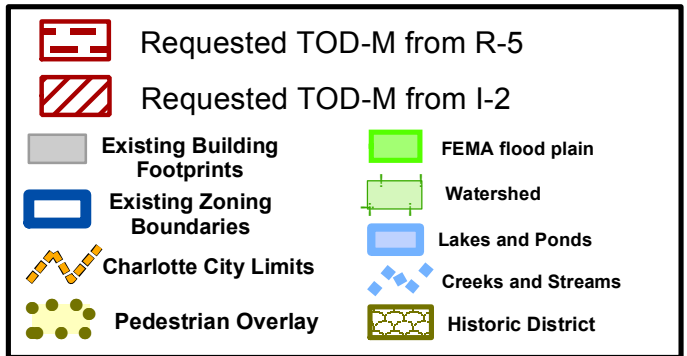 Requested TOD-M from R-5
Requested TOD-M from I-2
Existing Building
Footprints
Existing Zoning
Boundaries
Charlotte City Limits
Pedestrian Overlay
FEMA flood plain
Watershed
Lakes and Ponds
Creeks and Streams
Historic District